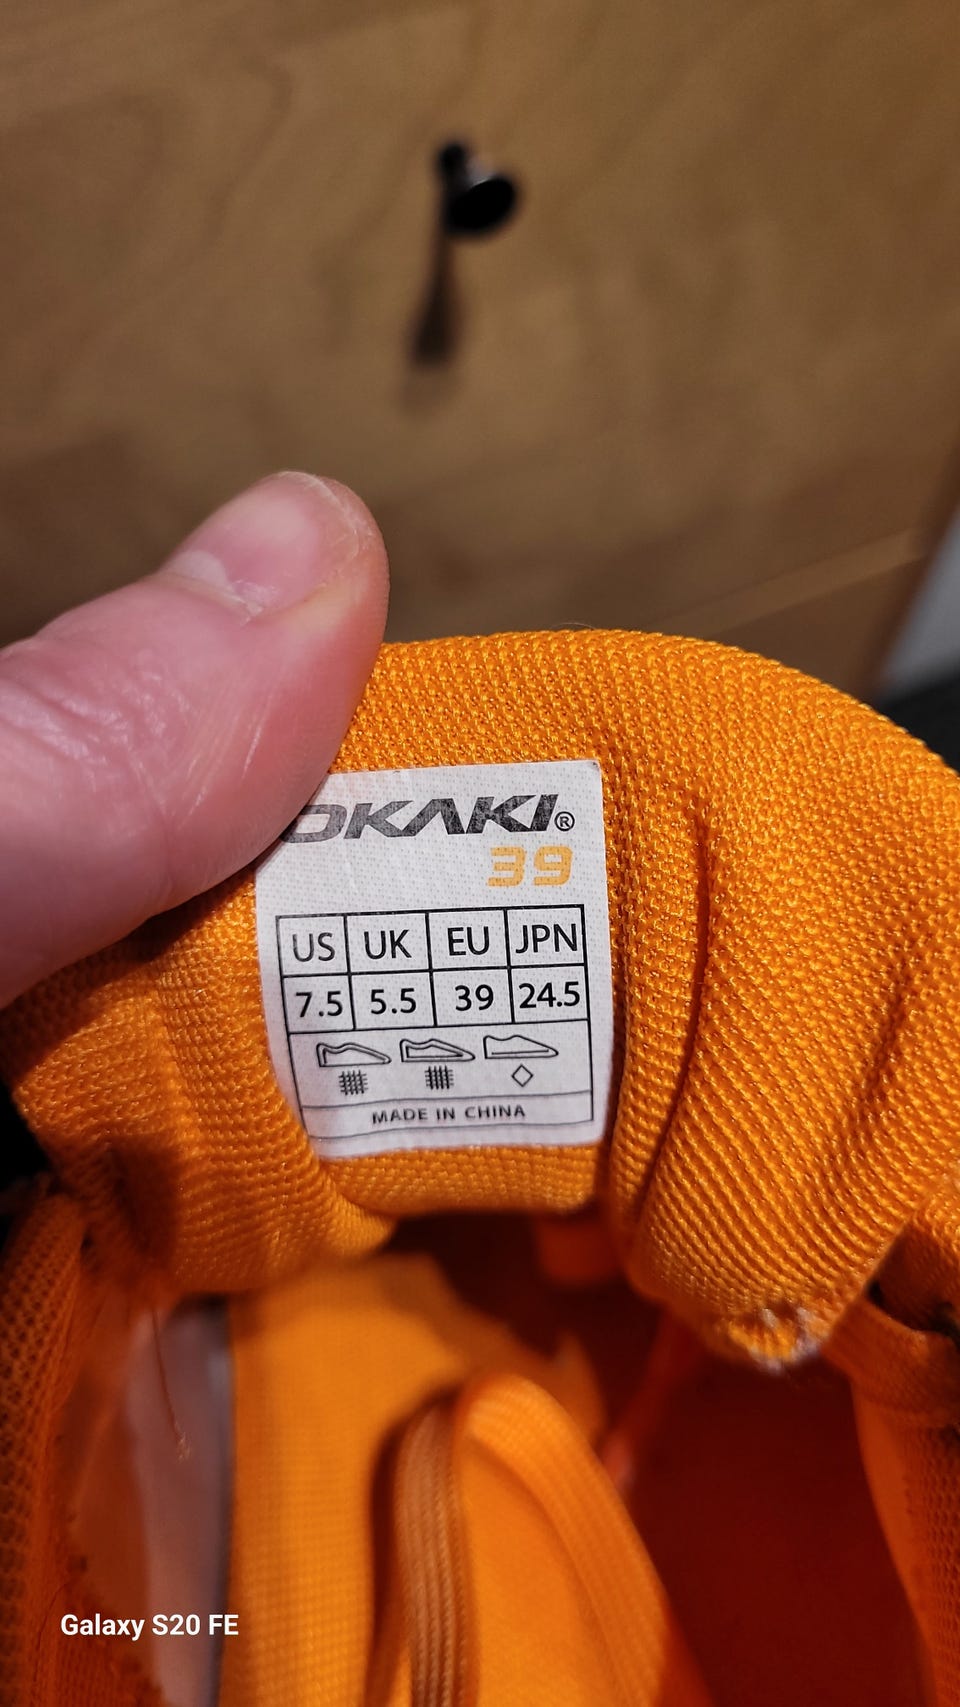 OKAKI®
39
US UK EU JPN
7.5 5.5 39 24.5
MADE IN CHINA
Galaxy S20 FE